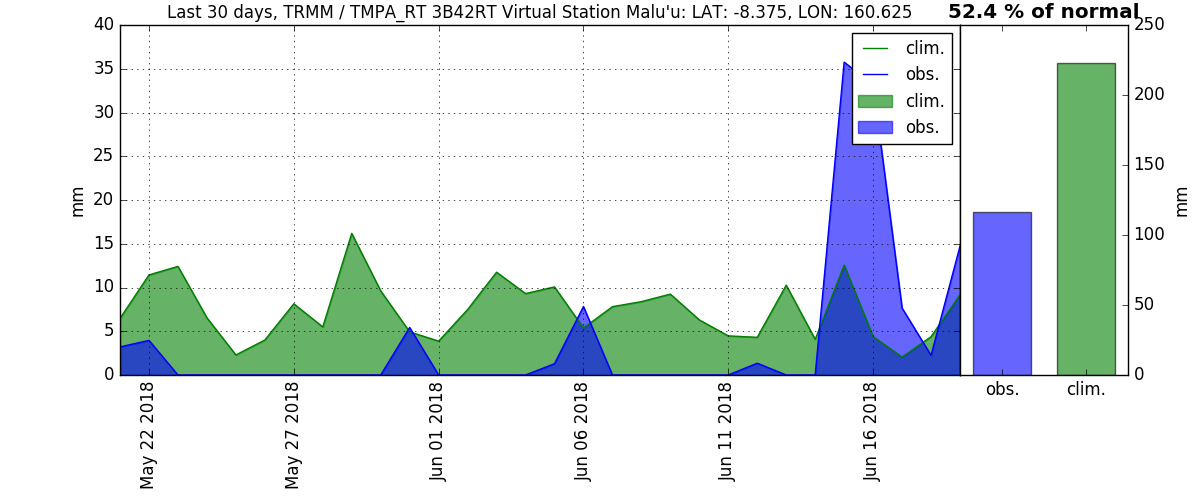 Last 30 days, TRMM / TMPA_RT 3B42RT Virtual Station Malu'u: LAT: -8.375, LON: 160.625
52.4 % of normal
40
35
30
25
20
15
10
5
0
mm
clim.
obs.
clim.
obs.
250
200
150
100
50
0
mm
May 22 2018
May 27 2018
Jun 01 2018
Jun 06 2018
Jun 11 2018
Jun 16 2018
obs.
clim.